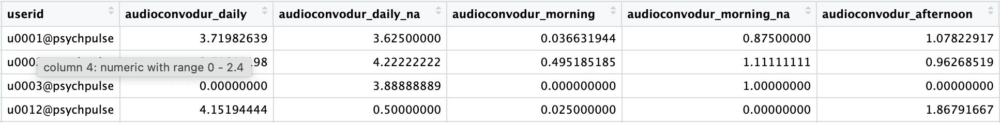 userid audioconvodur_daily audioconvodur_daily_na audioconvodur_morning audioconvodur_morning_na audioconvodur_afternoon
u0001@psychpulse 3.71982639 3.62500000 0.036631944 0.87500000 1.07822917
u000 98 4.22222222 0.495185185 1.11111111 0.96268519
column 4: numeric with range 0 - 2.4
u0003@psychpulse 0.00000000 3.88888889 0.000000000 1.00000000 0.00000000
u0012@psychpulse 4.15194444 0.50000000 0.025000000 0.00000000 1.86791667